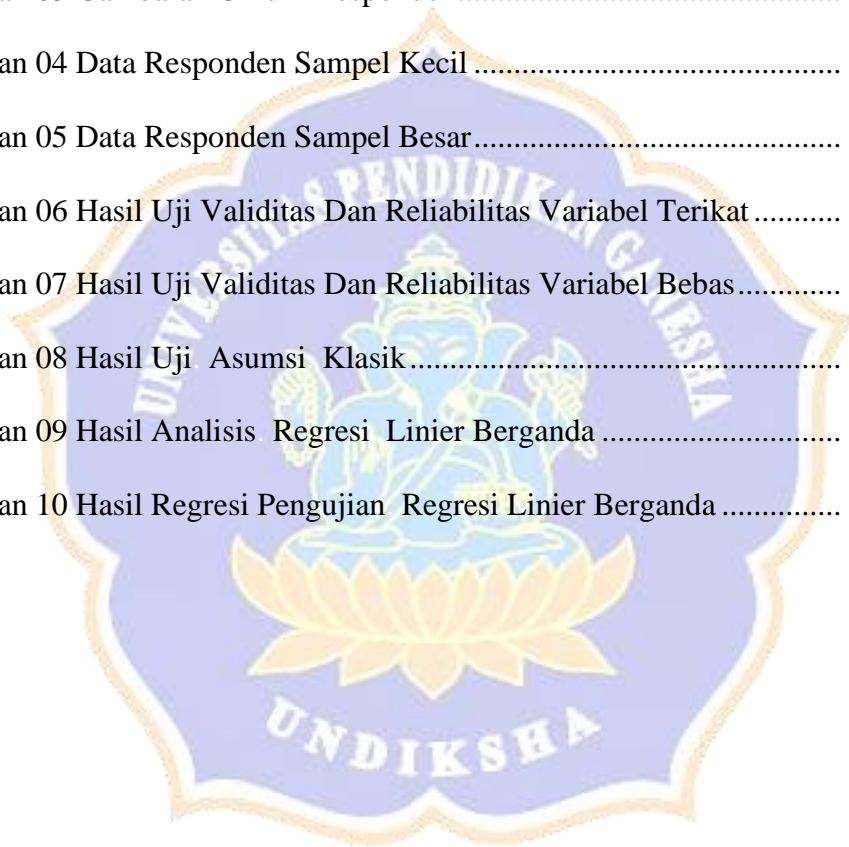 an 04 Data Responden Sampel Kecil ............................................
an 05 Data Responden Sampel Besar............................................
an 06 Hasil Uji Validitas Dan Reliabilitas Variabel Terikat ...........
an 07 Hasil Uji Validitas Dan Reliabilitas Variabel Bebas.............
an 08 Hasil Uji. Asumsi Klasik.....................................................
an 09 Hasil Analisis. Regresi Linier Berganda .............................
an 10 Hasil Regresi Pengujian Regresi Linier Berganda ...............
UNIVERSITAS PENDIDIKAN GANESHA
UNDIKSHA